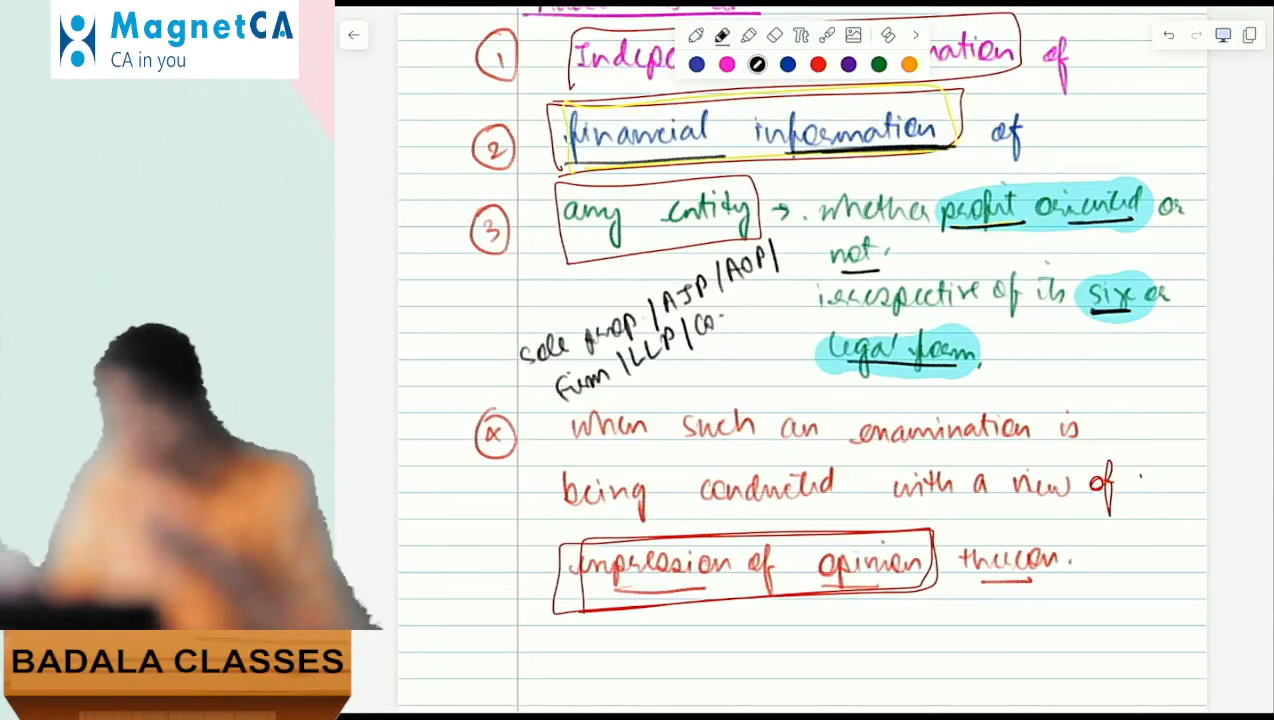 MagnetCA
CA in you
1 Indepe mation of
2 financial information of
3 any entity → whether profit oriented or
not.
irrespective of its size or
legal form.
sole prop. / AJP / AOP /
Firm / LLP / Co.
4 when such an examination is
being conducted with a view of
expression of opinion thereon.
BADALA CLASSES